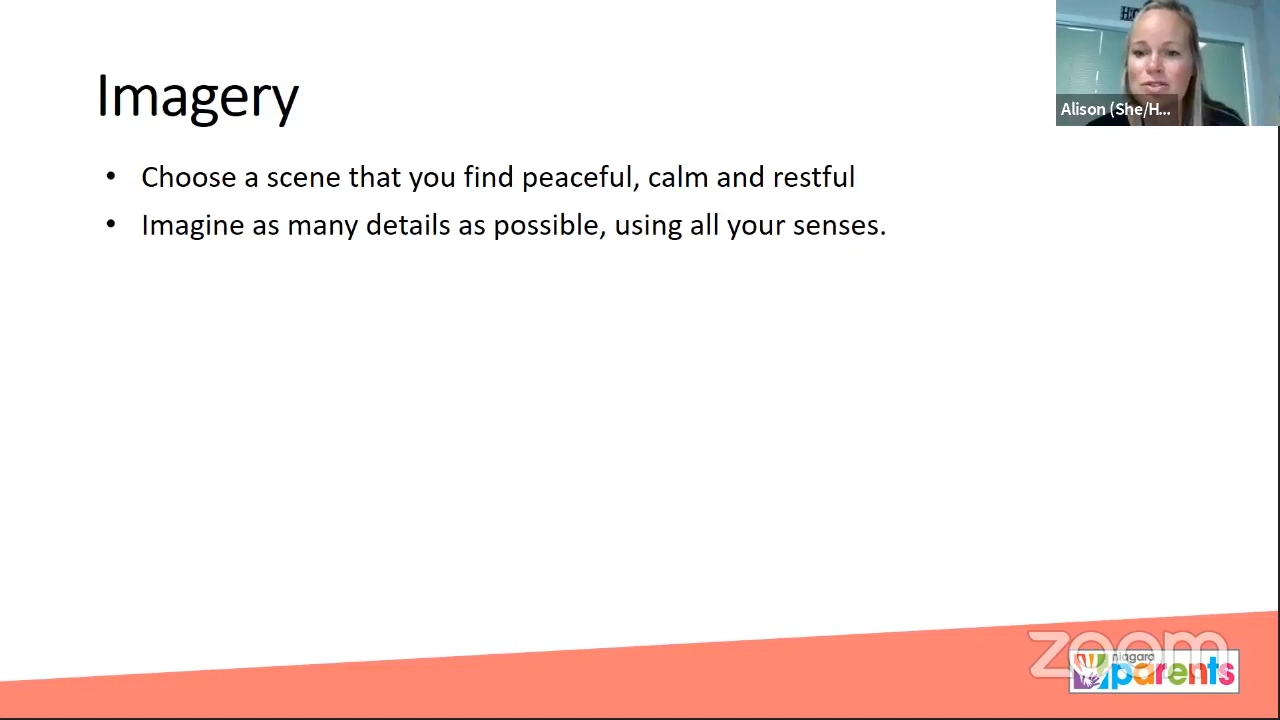 Imagery
Alison (She/H...
• Choose a scene that you find peaceful, calm and restful
• Imagine as many details as possible, using all your senses.
zoom
niagara
parents